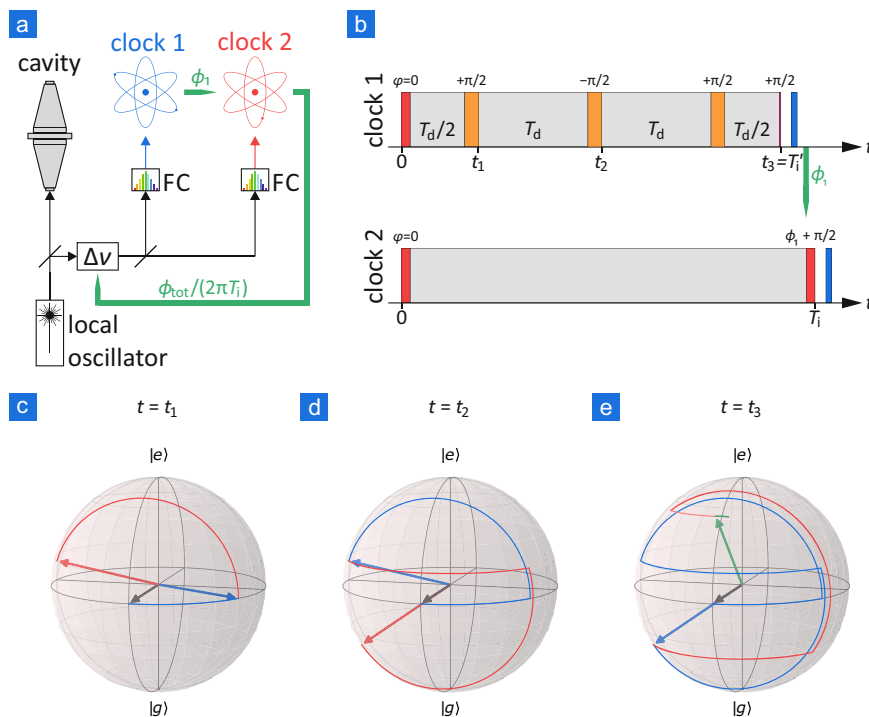 a
clock 1
clock 2
cavity
ϕ₁
FC
FC
Δν
ϕtot/(2πTi)
local
oscillator
b
clock 1
φ=0
+π/2
−π/2
+π/2
+π/2
Td/2
Td
Td
Td/2
0
t₁
t₂
t₃=Ti′
t
ϕ₁
clock 2
φ=0
ϕ₁ + π/2
0
Ti
t
c
t = t₁
d
t = t₂
e
t = t₃
|e⟩
|e⟩
|e⟩
|g⟩
|g⟩
|g⟩